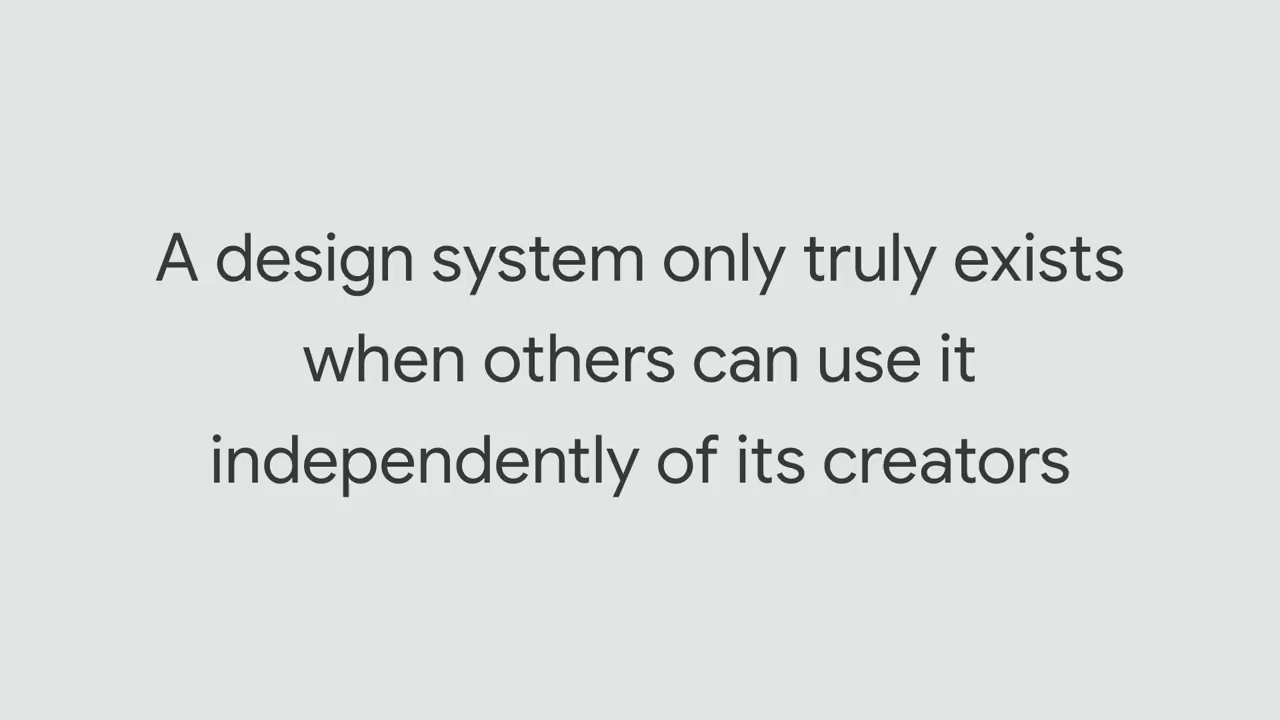 A design system only truly exists
when others can use it
independently of its creators